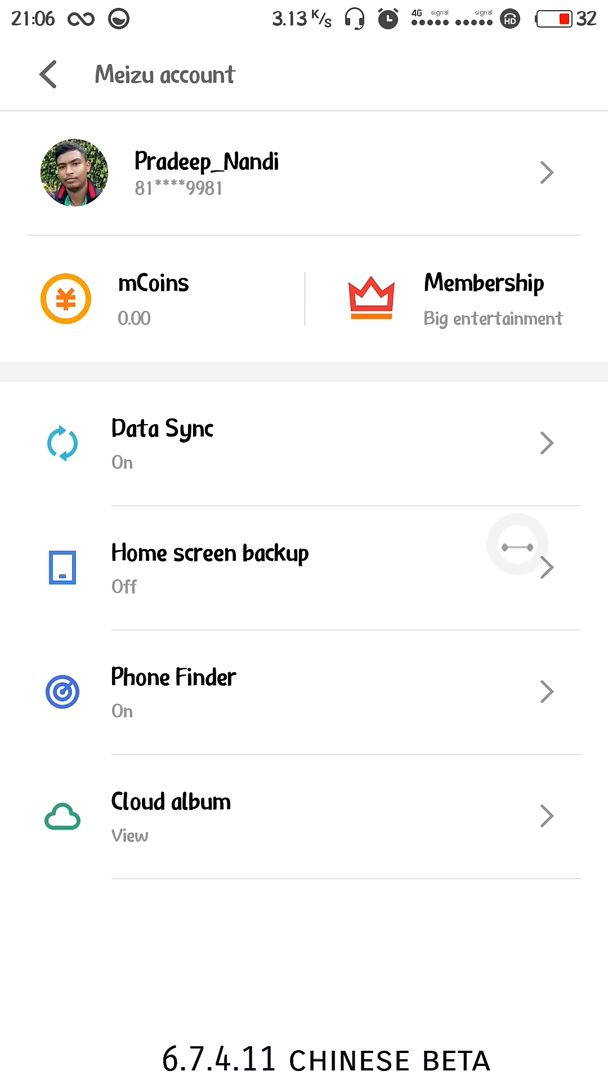 21:06 3.13 K/s 4G signal signal HD 32
Meizu account
Pradeep_Nandi
81****9981
mCoins
0.00
Membership
Big entertainment
Data Sync
On
Home screen backup
Off
Phone Finder
On
Cloud album
View
6.7.4.11 CHINESE BETA